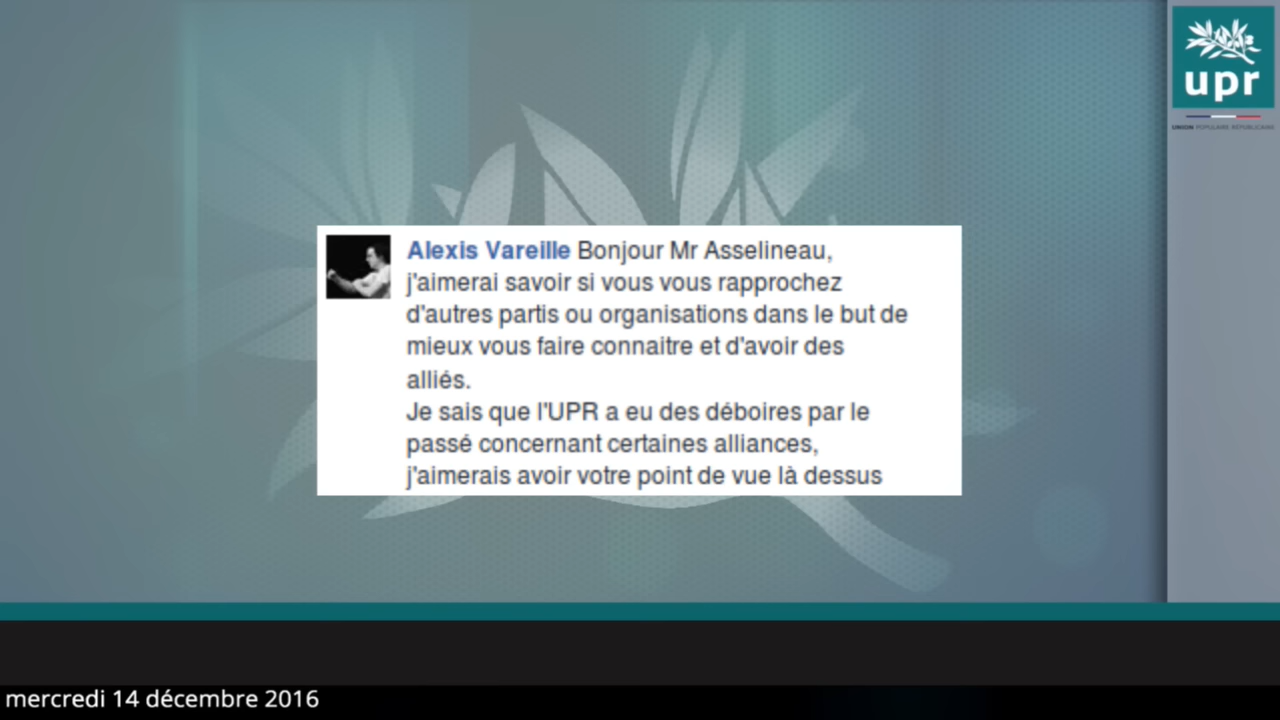 upr
UNION POPULAIRE RÉPUBLICAINE
Alexis Vareille Bonjour Mr Asselineau,
j'aimerai savoir si vous vous rapprochez
d'autres partis ou organisations dans le but de
mieux vous faire connaitre et d'avoir des
alliés.
Je sais que l'UPR a eu des déboires par le
passé concernant certaines alliances,
j'aimerais avoir votre point de vue là dessus
mercredi 14 décembre 2016